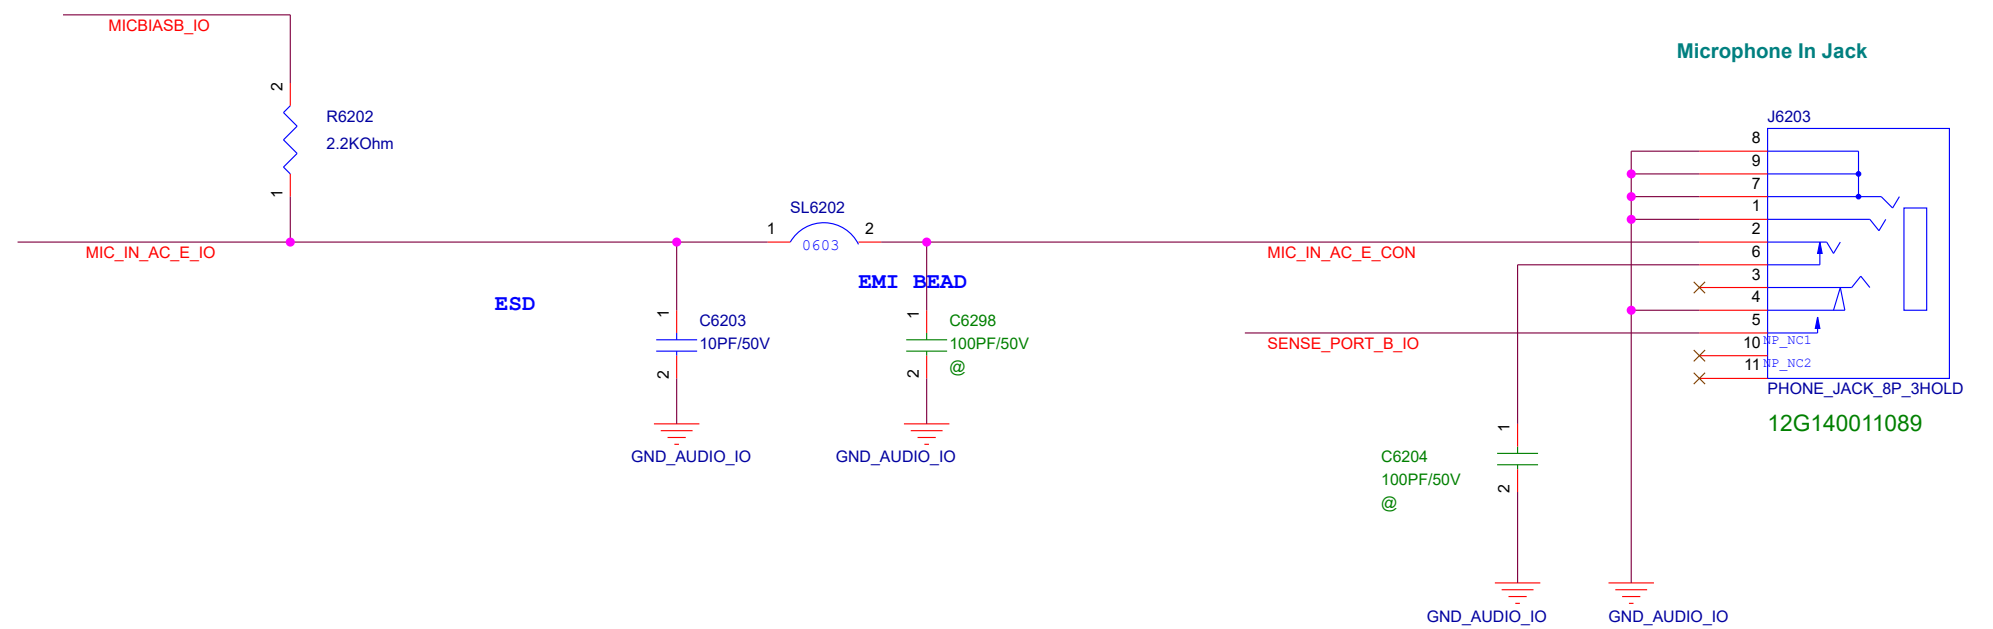 MICBIASB_IO
Microphone In Jack
2
R6202
2.2KOhm
1
J6203
8
9
7
1
2
6
3
4
5
10 NP_NC1
11 NP_NC2
PHONE_JACK_8P_3HOLD
12G140011089
MIC_IN_AC_E_IO
SL6202
1
2
0603
MIC_IN_AC_E_CON
EMI BEAD
ESD
1
C6203
10PF/50V
2
GND_AUDIO_IO
1
C6298
100PF/50V
@
2
GND_AUDIO_IO
SENSE_PORT_B_IO
1
C6204
100PF/50V
@
2
GND_AUDIO_IO
GND_AUDIO_IO